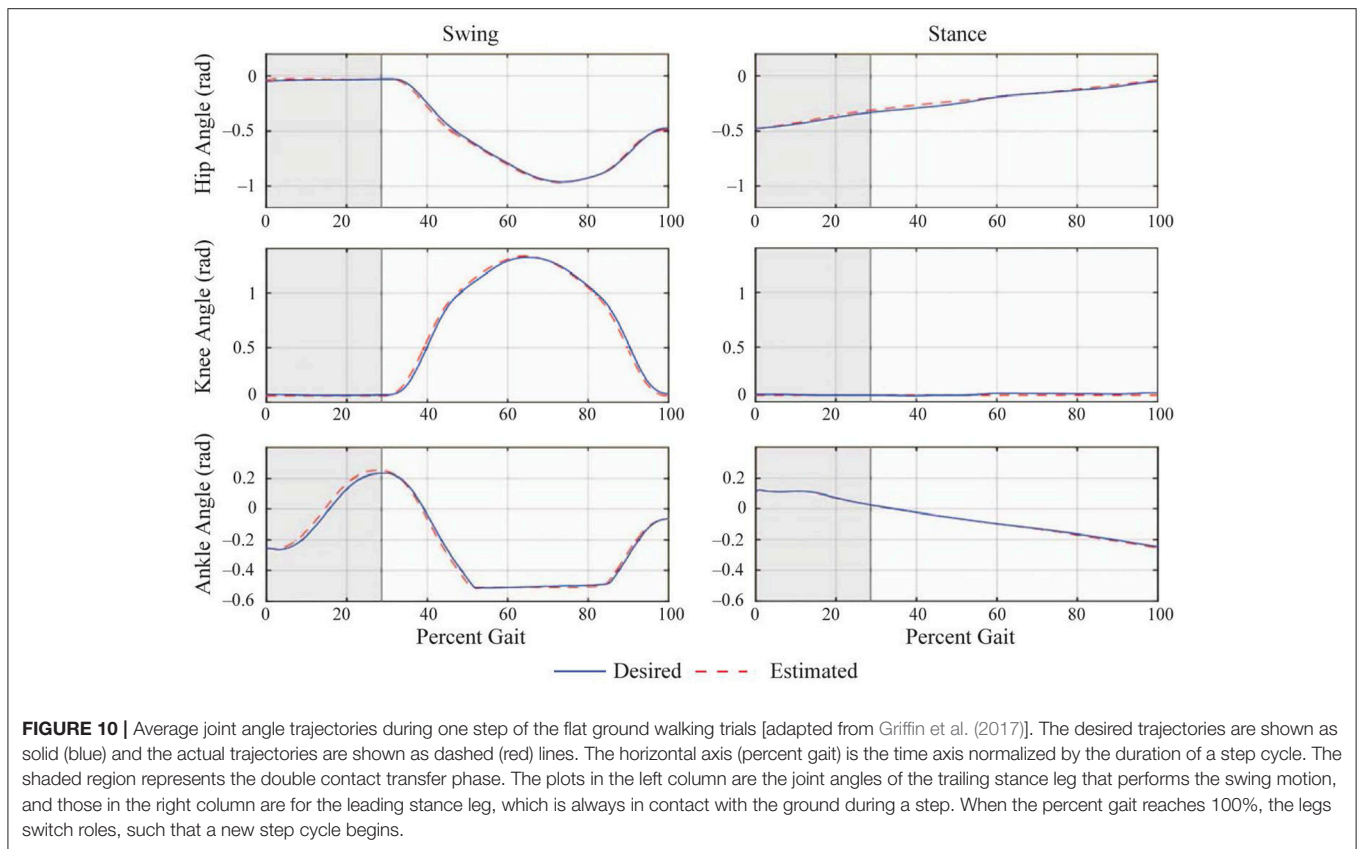 Swing
Stance
Hip Angle (rad)
0
−0.5
−1
0 20 40 60 80 100
0
−0.5
−1
0 20 40 60 80 100
Knee Angle (rad)
1
0.5
0
0 20 40 60 80 100
1
0.5
0
0 20 40 60 80 100
Ankle Angle (rad)
0.2
0
−0.2
−0.4
−0.6
0 20 40 60 80 100
Percent Gait
0.2
0
−0.2
−0.4
−0.6
0 20 40 60 80 100
Percent Gait
Desired Estimated
FIGURE 10 | Average joint angle trajectories during one step of the flat ground walking trials [adapted from Griffin et al. (2017)]. The desired trajectories are shown as
solid (blue) and the actual trajectories are shown as dashed (red) lines. The horizontal axis (percent gait) is the time axis normalized by the duration of a step cycle. The
shaded region represents the double contact transfer phase. The plots in the left column are the joint angles of the trailing stance leg that performs the swing motion,
and those in the right column are for the leading stance leg, which is always in contact with the ground during a step. When the percent gait reaches 100%, the legs
switch roles, such that a new step cycle begins.